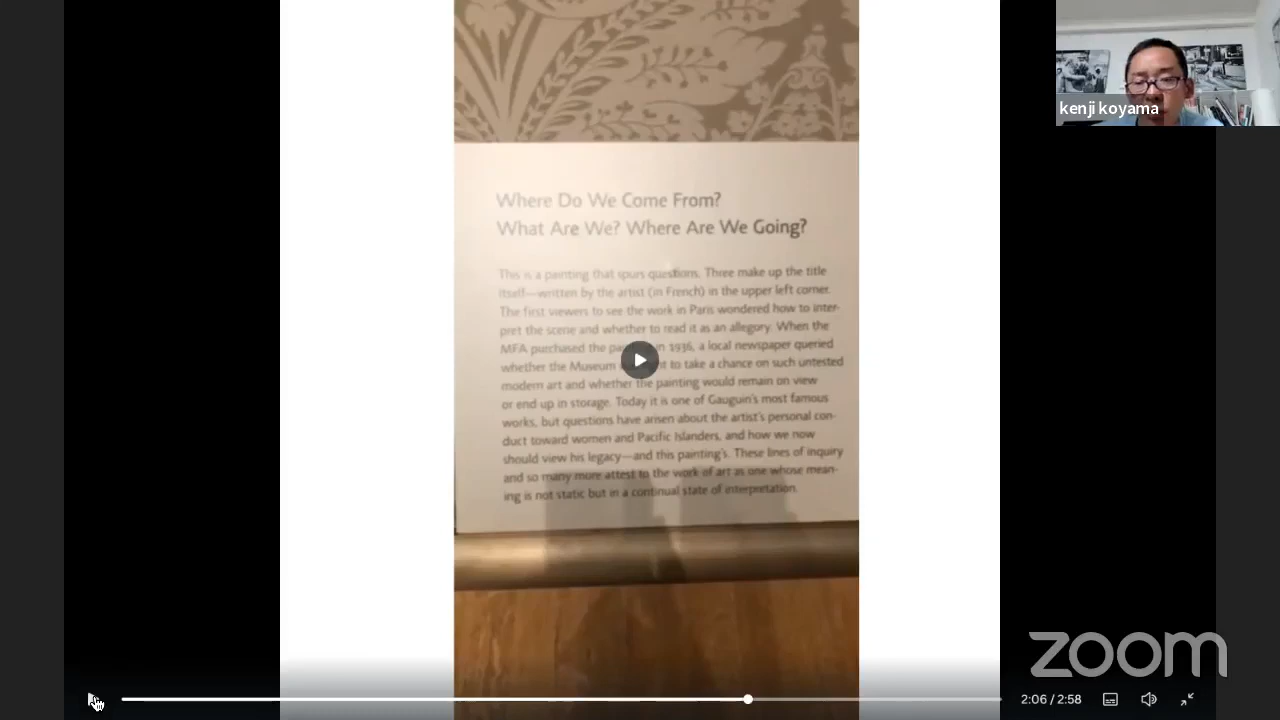 kenji koyama
Where Do We Come From?
What Are We? Where Are We Going?
This is a painting that spurs questions. Three make up the title
itself—written by the artist (in French) in the upper left corner.
The first viewers to see the work in Paris wondered how to inter-
pret the scene and whether to read it as an allegory. When the
MFA purchased the in 1936, a local newspaper queried
whether the Museum to take a chance on such untested
modern art and whether the painting would remain on view
or end up in storage. Today it is one of Gauguin's most famous
works, but questions have arisen about the artist's personal con-
duct toward women and Pacific Islanders, and how we now
should view his legacy—and this painting's. These lines of inquiry
and so many more attest to the work of art as one whose mean-
ing is not static but in a continual state of interpretation.
zoom
2:06 / 2:58